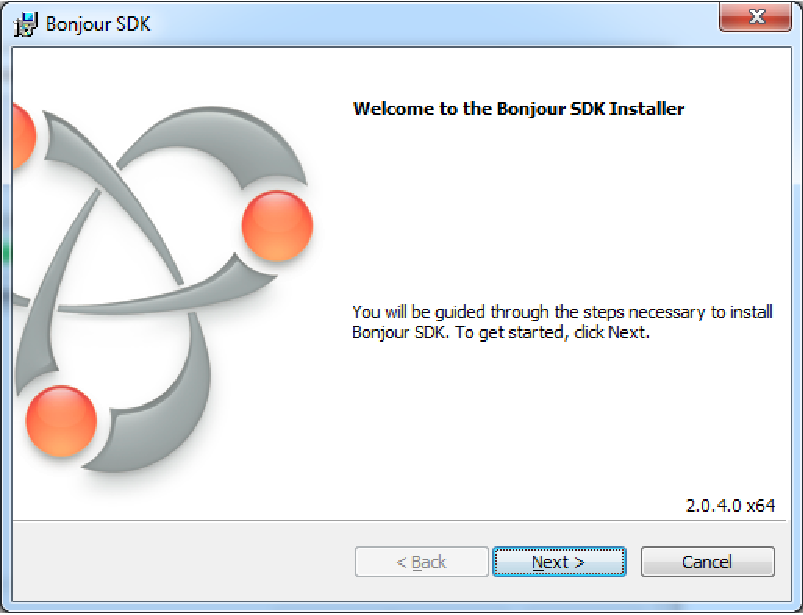 Bonjour SDK
Welcome to the Bonjour SDK Installer
You will be guided through the steps necessary to install
Bonjour SDK. To get started, click Next.
2.0.4.0 x64
< Back
Next >
Cancel